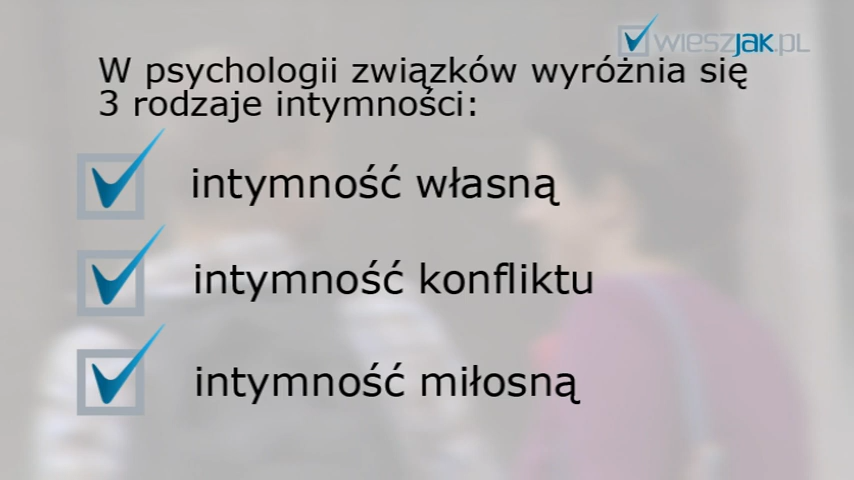 wieszjak.pl
W psychologii związków wyróżnia się
3 rodzaje intymności:
intymność własną
intymność konfliktu
intymność miłosną